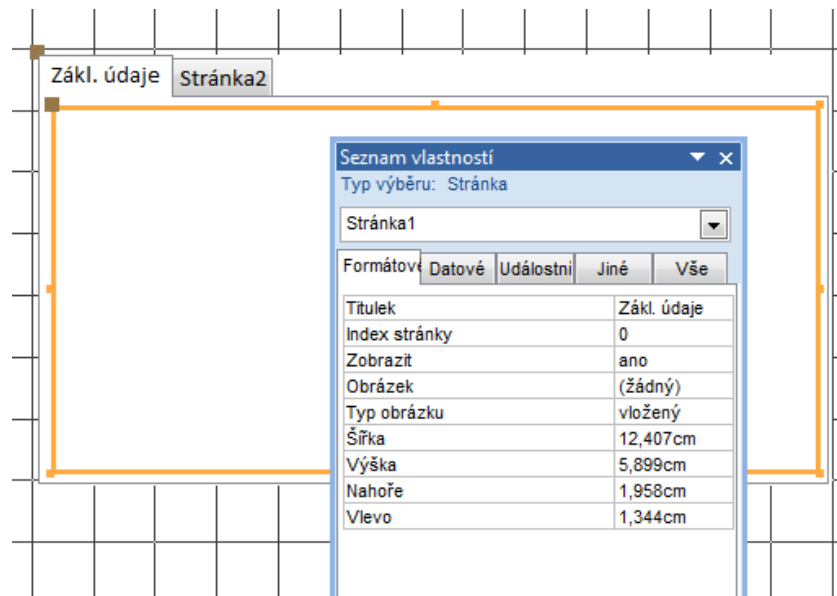 Zákl. údaje Stránka2
Seznam vlastností
Typ výběru: Stránka
Stránka1
Formátové Datové Událostní Jiné Vše
Titulek Zákl. údaje
Index stránky 0
Zobrazit ano
Obrázek (žádný)
Typ obrázku vložený
Šířka 12,407cm
Výška 5,899cm
Nahoře 1,958cm
Vlevo 1,344cm